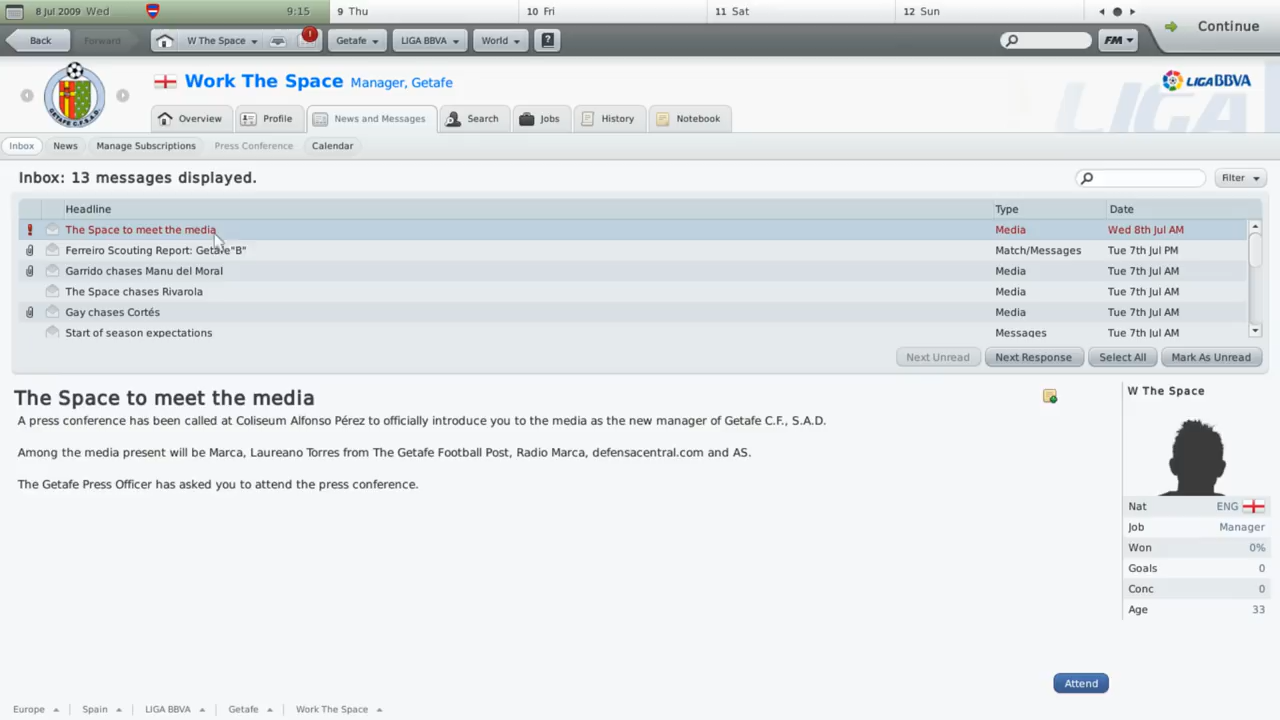 8 Jul 2009 Wed 9:15 9 Thu 10 Fri 11 Sat 12 Sun Continue
Back Forward W The Space Getafe LIGA BBVA World ? FM
GETAFE C.F. S.A.D.
Work The Space Manager, Getafe
LIGA BBVA
LIGA
Overview Profile News and Messages Search Jobs History Notebook
Inbox News Manage Subscriptions Press Conference Calendar
Inbox: 13 messages displayed. Filter
Headline Type Date
! The Space to meet the media Media Wed 8th Jul AM
Ferreiro Scouting Report: Getafe"B" Match/Messages Tue 7th Jul PM
Garrido chases Manu del Moral Media Tue 7th Jul AM
The Space chases Rivarola Media Tue 7th Jul AM
Gay chases Cortés Media Tue 7th Jul AM
Start of season expectations Messages Tue 7th Jul AM
Next Unread Next Response Select All Mark As Unread
The Space to meet the media
A press conference has been called at Coliseum Alfonso Pérez to officially introduce you to the media as the new manager of Getafe C.F., S.A.D.
Among the media present will be Marca, Laureano Torres from The Getafe Football Post, Radio Marca, defensacentral.com and AS.
The Getafe Press Officer has asked you to attend the press conference.
W The Space
Nat ENG
Job Manager
Won 0%
Goals 0
Conc 0
Age 33
Attend
Europe Spain LIGA BBVA Getafe Work The Space